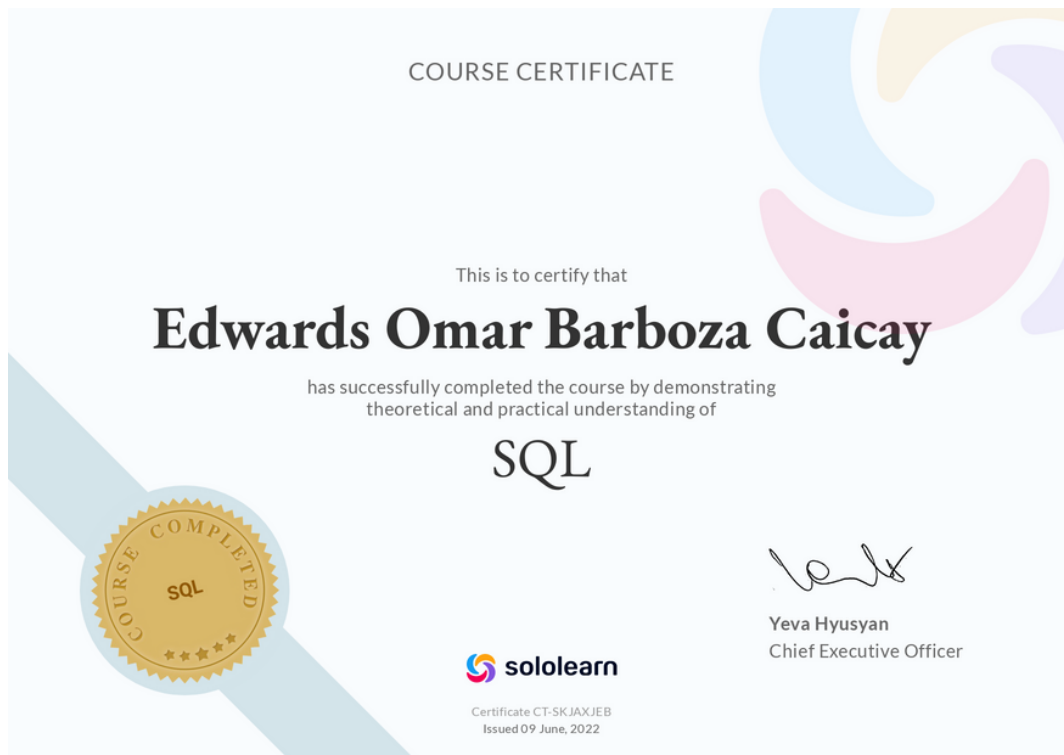 COURSE CERTIFICATE
This is to certify that
Edwards Omar Barboza Caicay
has successfully completed the course by demonstrating
theoretical and practical understanding of
SQL
COURSE COMPLETED
SQL
Yeva Hyusyan
Chief Executive Officer
sololearn
Certificate CT-SKJAXJEB
Issued 09 June, 2022